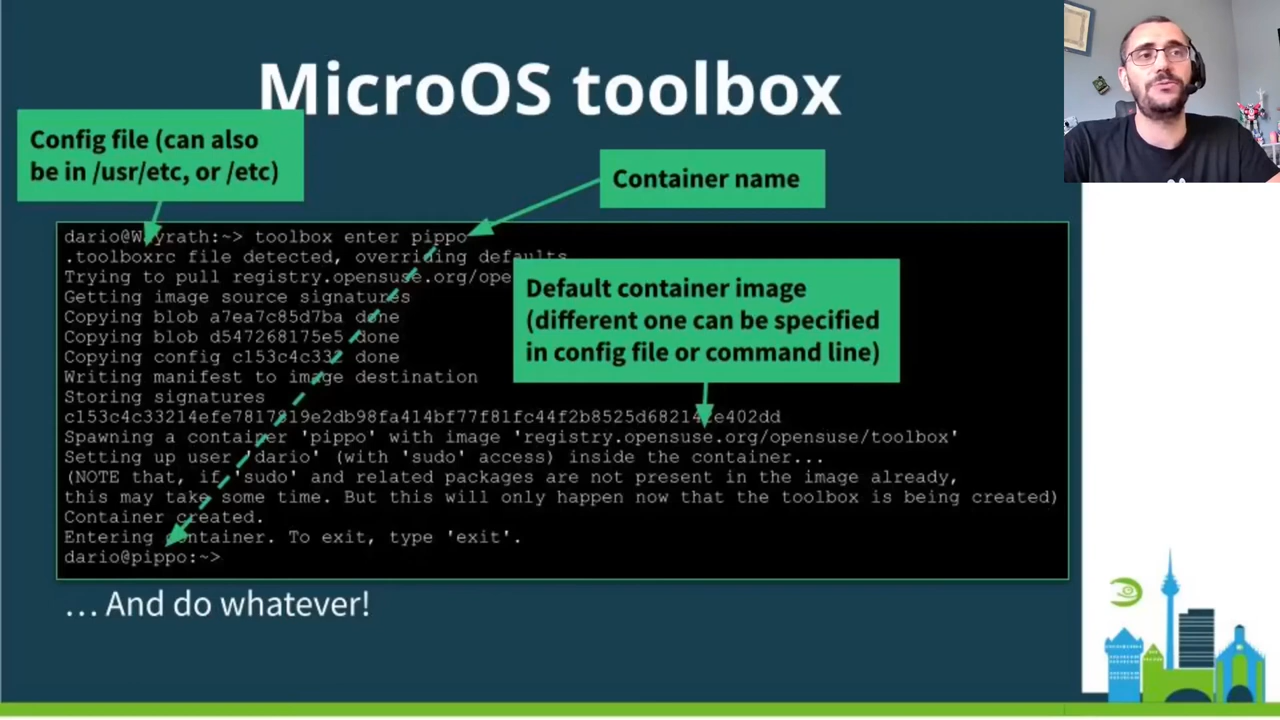 MicroOS toolbox
Config file (can also
be in /usr/etc, or /etc)
Container name
dario@Wayrath:~> toolbox enter pippo
.toolboxrc file detected, overriding defaults
Trying to pull registry.opensuse.org/ope
Default container image
(different one can be specified
in config file or command line)
Getting image source signatures
Copying blob a7ea7c85d7ba done
Copying blob d547268175e5 done
Copying config c153c4c332 done
Writing manifest to image destination
Storing signatures
Spawning a container 'pippo' with image 'registry.opensuse.org/opensuse/toolbox'
Setting up user 'dario' (with 'sudo' access) inside the container...
(NOTE that, if 'sudo' and related packages are not present in the image already,
this may take some time. But this will only happen now that the toolbox is being created)
Container created.
Entering container. To exit, type 'exit'.
dario@pippo:~>
… And do whatever!